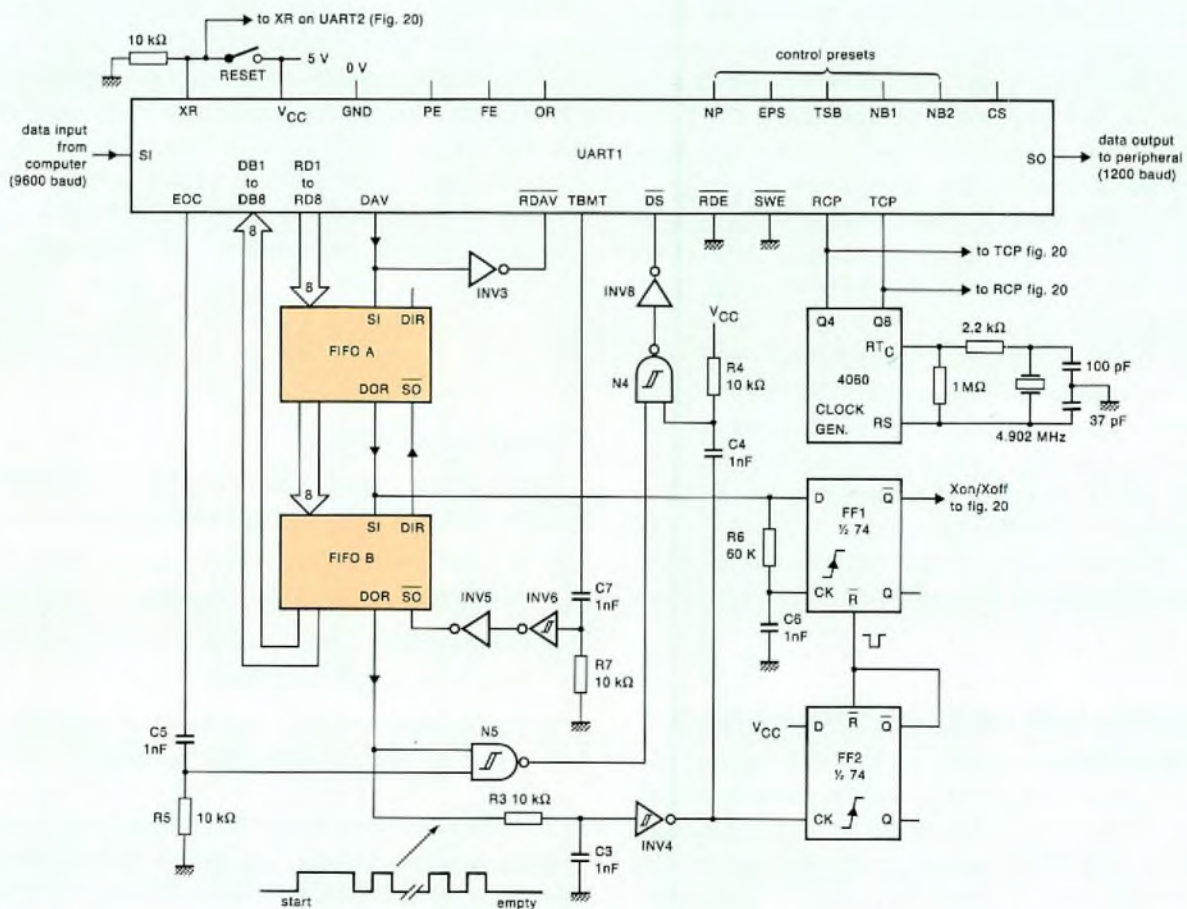 to XR on UART2 (Fig. 20)
10 kΩ
RESET
5 V
0 V
control presets
XR
VCC
GND
PE
FE
OR
NP
EPS
TSB
NB1
NB2
CS
data input
from
computer
(9600 baud)
SI
DB1
to
DB8
RD1
to
RD8
UART1
SO
data output
to peripheral
(1200 baud)
EOC
DAV
RDAV
TBMT
DS
RDE
SWE
RCP
TCP
to TCP fig. 20
to RCP fig. 20
INV3
INV8
8
8
SI
DIR
FIFO A
DOR
SO
VCC
R4
10 kΩ
N4
C4
1nF
Q4
Q8
RTC
4060
CLOCK
GEN.
RS
2.2 kΩ
1 MΩ
100 pF
37 pF
4.902 MHz
8
SI
DIR
FIFO B
DOR
SO
INV5
INV6
C7
1nF
R7
10 kΩ
R6
60 K
C6
1nF
D
Q
FF1
½ 74
CK
R
Q
Xon/Xoff
to fig. 20
C5
1nF
R5
10 kΩ
N5
R3 10 kΩ
C3
1nF
INV4
VCC
D
R
Q
FF2
½ 74
CK
Q
start
empty